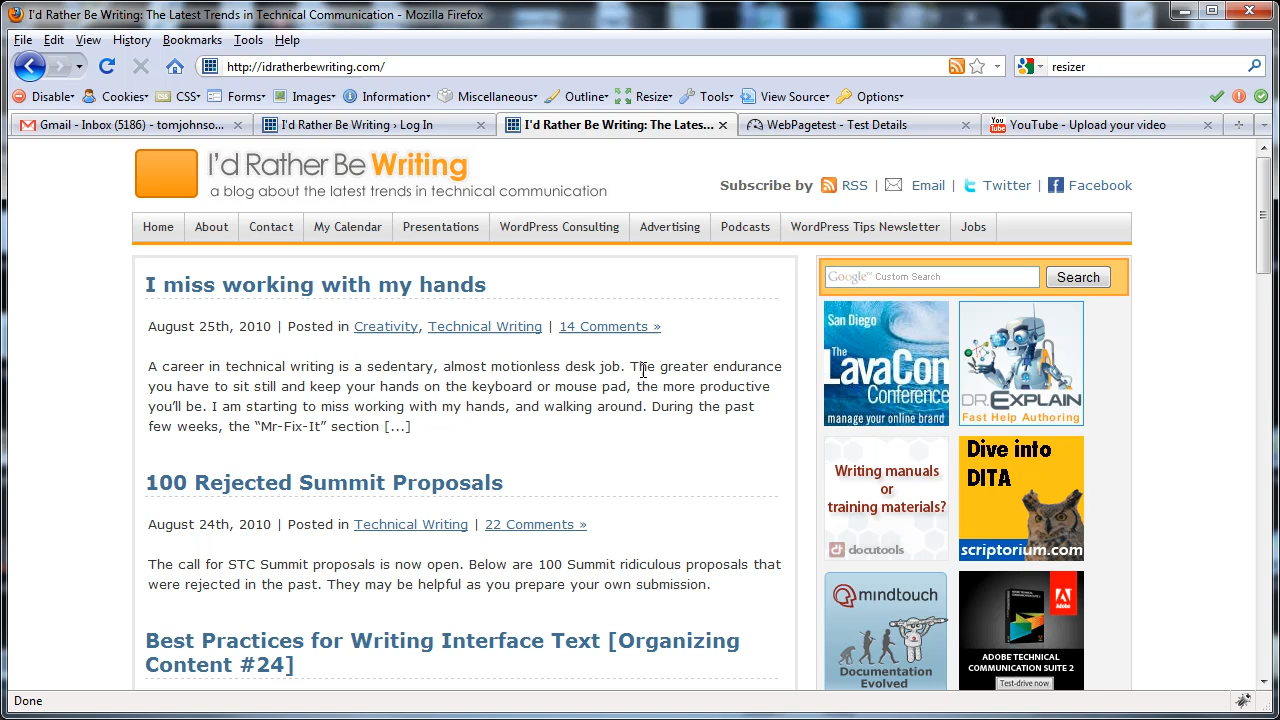 I'd Rather Be Writing: The Latest Trends in Technical Communication - Mozilla Firefox
File Edit View History Bookmarks Tools Help
http://idratherbewriting.com/ resizer
Disable Cookies CSS Forms Images Information Miscellaneous Outline Resize Tools View Source Options
Gmail - Inbox (5186) - tomjohnso... I'd Rather Be Writing › Log In I'd Rather Be Writing: The Lates... WebPagetest - Test Details YouTube - Upload your video
I'd Rather Be Writing
a blog about the latest trends in technical communication
Subscribe by RSS | Email | Twitter | Facebook
Home About Contact My Calendar Presentations WordPress Consulting Advertising Podcasts WordPress Tips Newsletter Jobs
I miss working with my hands
August 25th, 2010 | Posted in Creativity, Technical Writing | 14 Comments »
A career in technical writing is a sedentary, almost motionless desk job. The greater endurance
you have to sit still and keep your hands on the keyboard or mouse pad, the more productive
you'll be. I am starting to miss working with my hands, and walking around. During the past
few weeks, the “Mr-Fix-It” section [...]
100 Rejected Summit Proposals
August 24th, 2010 | Posted in Technical Writing | 22 Comments »
The call for STC Summit proposals is now open. Below are 100 Summit ridiculous proposals that
were rejected in the past. They may be helpful as you prepare your own submission.
Best Practices for Writing Interface Text [Organizing
Content #24]
Google™ Custom Search Search
San Diego
The
LavaCon
Conference
manage your online brand
DR.EXPLAIN
Fast Help Authoring
Writing manuals
or
training materials?
docutools
Dive into
DITA
scriptorium.com
mindtouch
Documentation
Evolved
Adobe
ADOBE TECHNICAL
COMMUNICATION SUITE 2
Test-drive now
Done